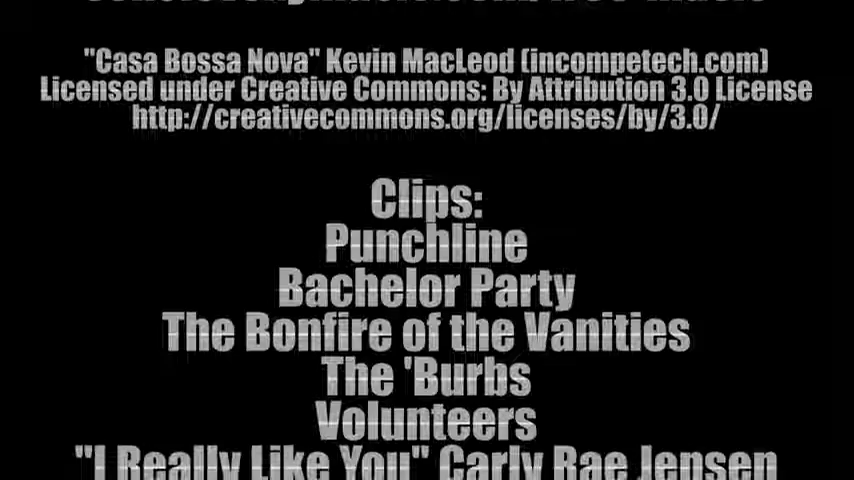 "Casa Bossa Nova" Kevin MacLeod (incompetech.com)
Licensed under Creative Commons: By Attribution 3.0 License
http://creativecommons.org/licenses/by/3.0/
Clips:
Punchline
Bachelor Party
The Bonfire of the Vanities
The 'Burbs
Volunteers
"I Really Like You" Carly Rae Jensen